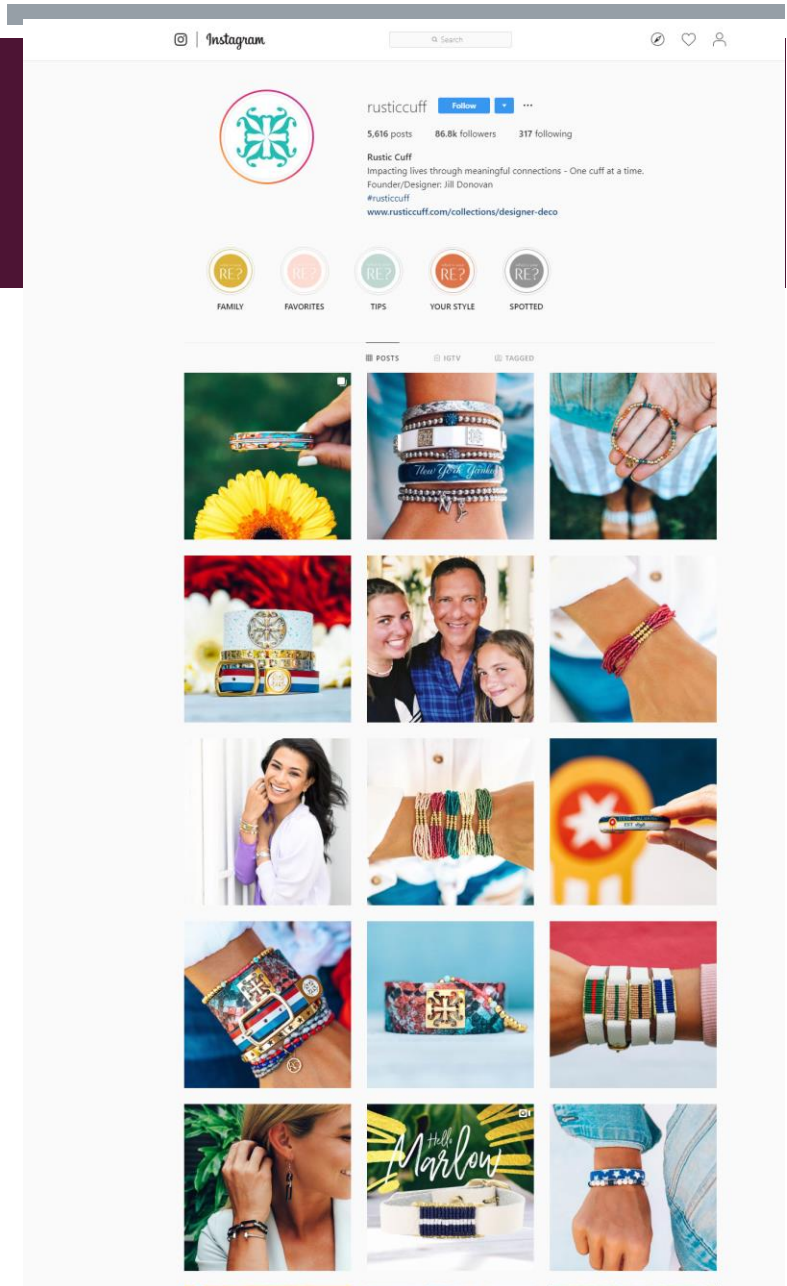 Instagram
Search
rusticcuff Follow
5,616 posts 86.8k followers 317 following
Rustic Cuff
Impacting lives through meaningful connections - One cuff at a time.
Founder/Designer: Jill Donovan
#rusticcuff
www.rusticcuff.com/collections/designer-deco
RE? RE? RE? RE? RE?
FAMILY FAVORITES TIPS YOUR STYLE SPOTTED
POSTS IGTV TAGGED
New York Yankees
NY
Hello
Marlow